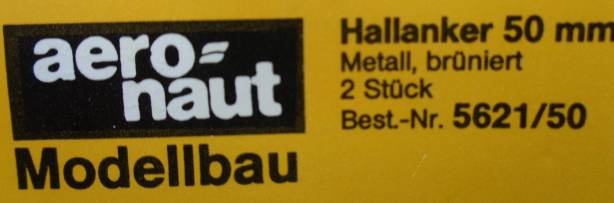 aero-
naut
Modellbau
Hallanker 50 mm
Metall, brüniert
2 Stück
Best.-Nr. 5621/50